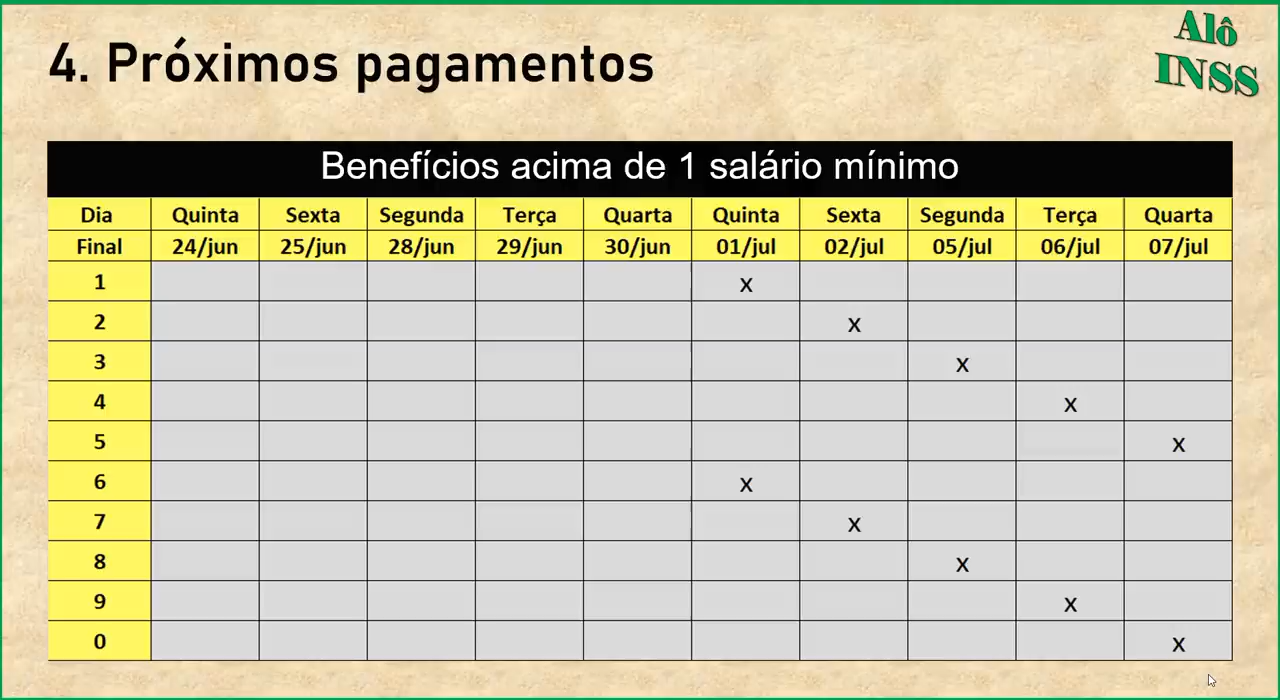 4. Próximos pagamentos
Alô
INSS
Benefícios acima de 1 salário mínimo
Dia Quinta Sexta Segunda Terça Quarta Quinta Sexta Segunda Terça Quarta
Final 24/jun 25/jun 28/jun 29/jun 30/jun 01/jul 02/jul 05/jul 06/jul 07/jul
1 x
2 x
3 x
4 x
5 x
6 x
7 x
8 x
9 x
0 x